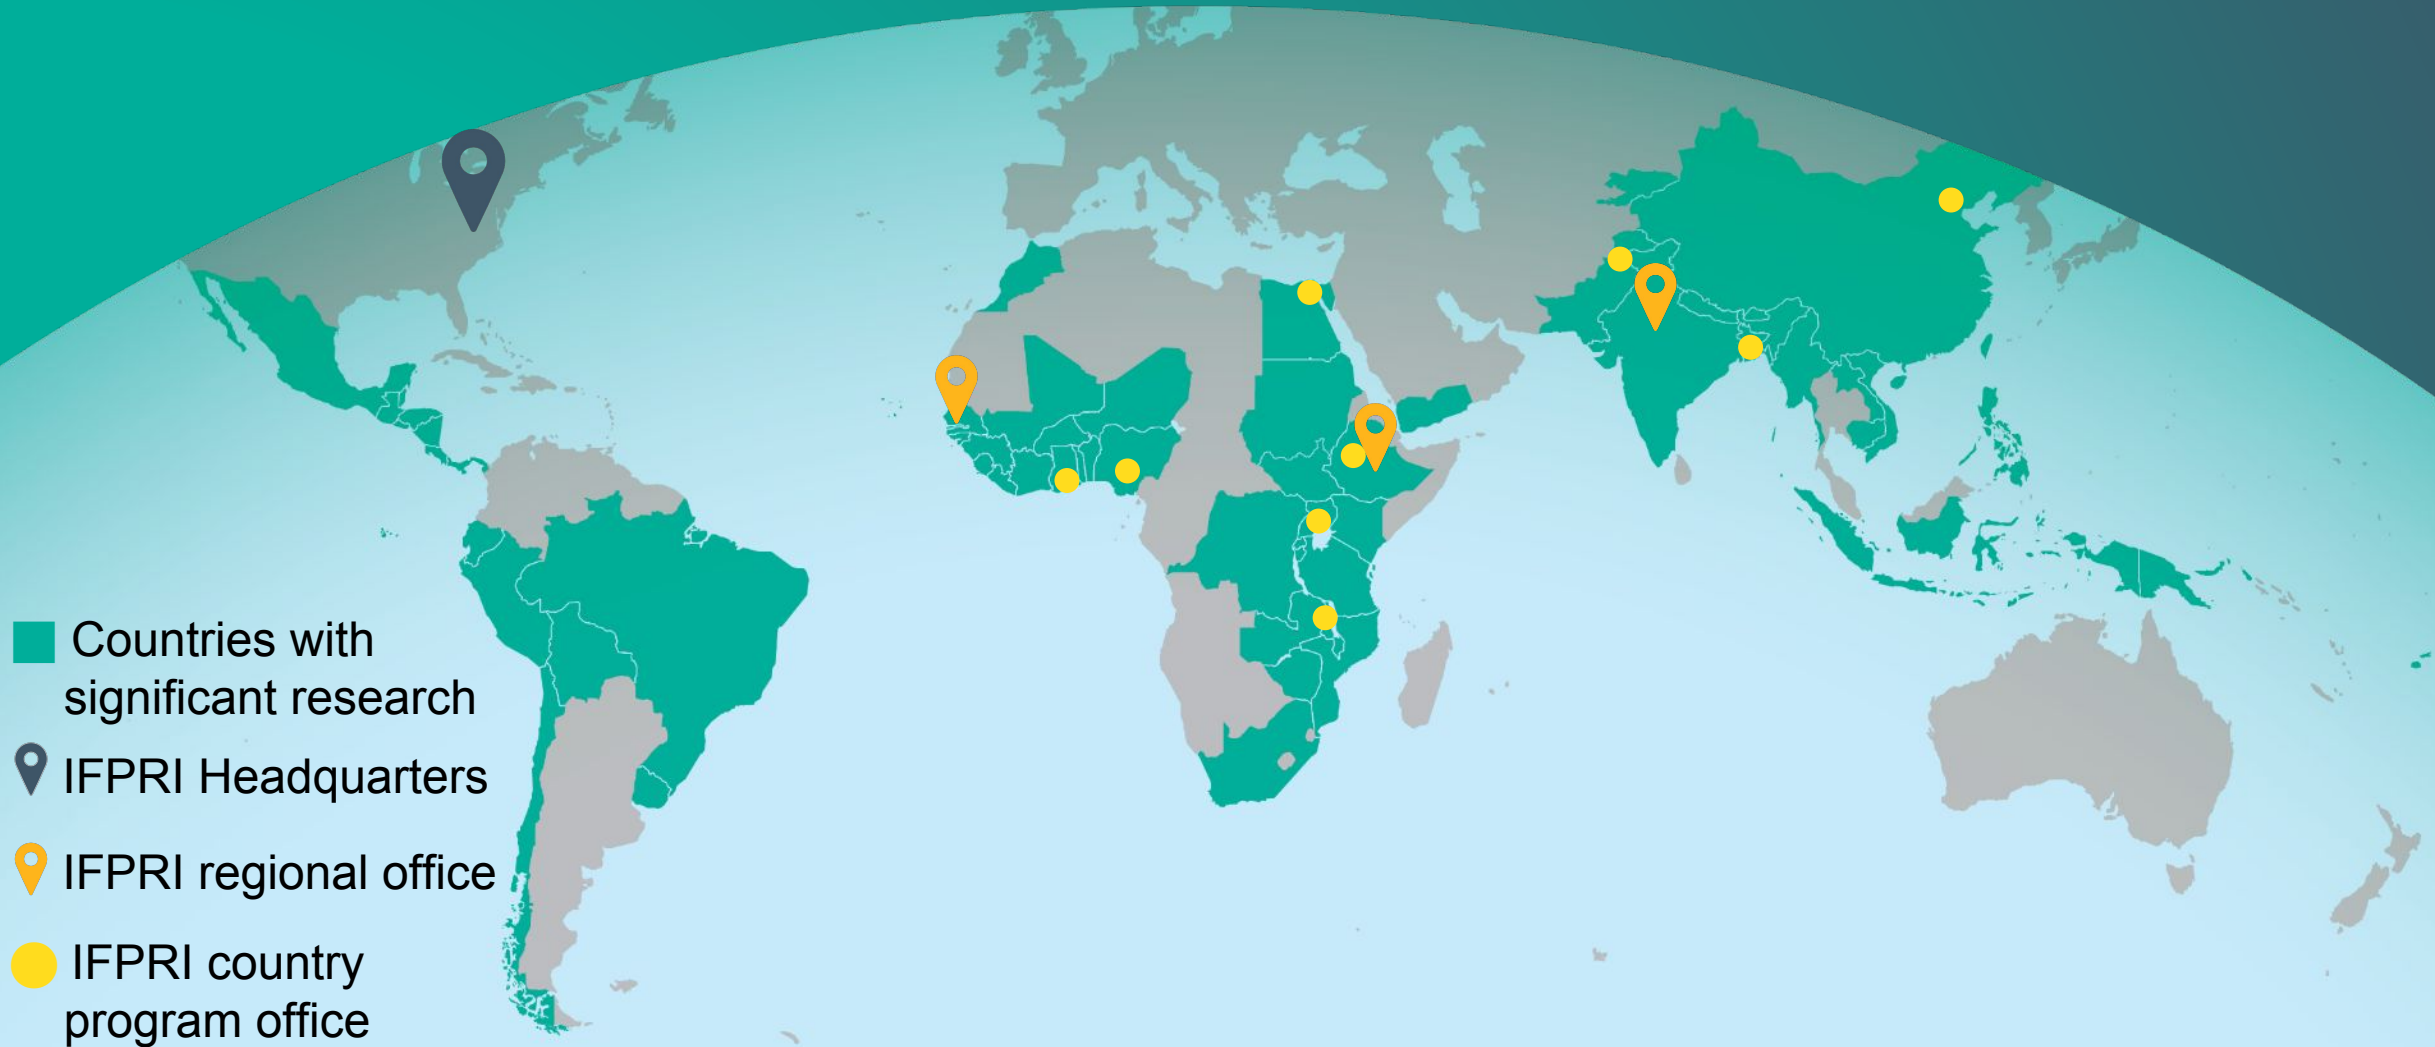 Countries with
significant research
IFPRI Headquarters
IFPRI regional office
IFPRI country
program office